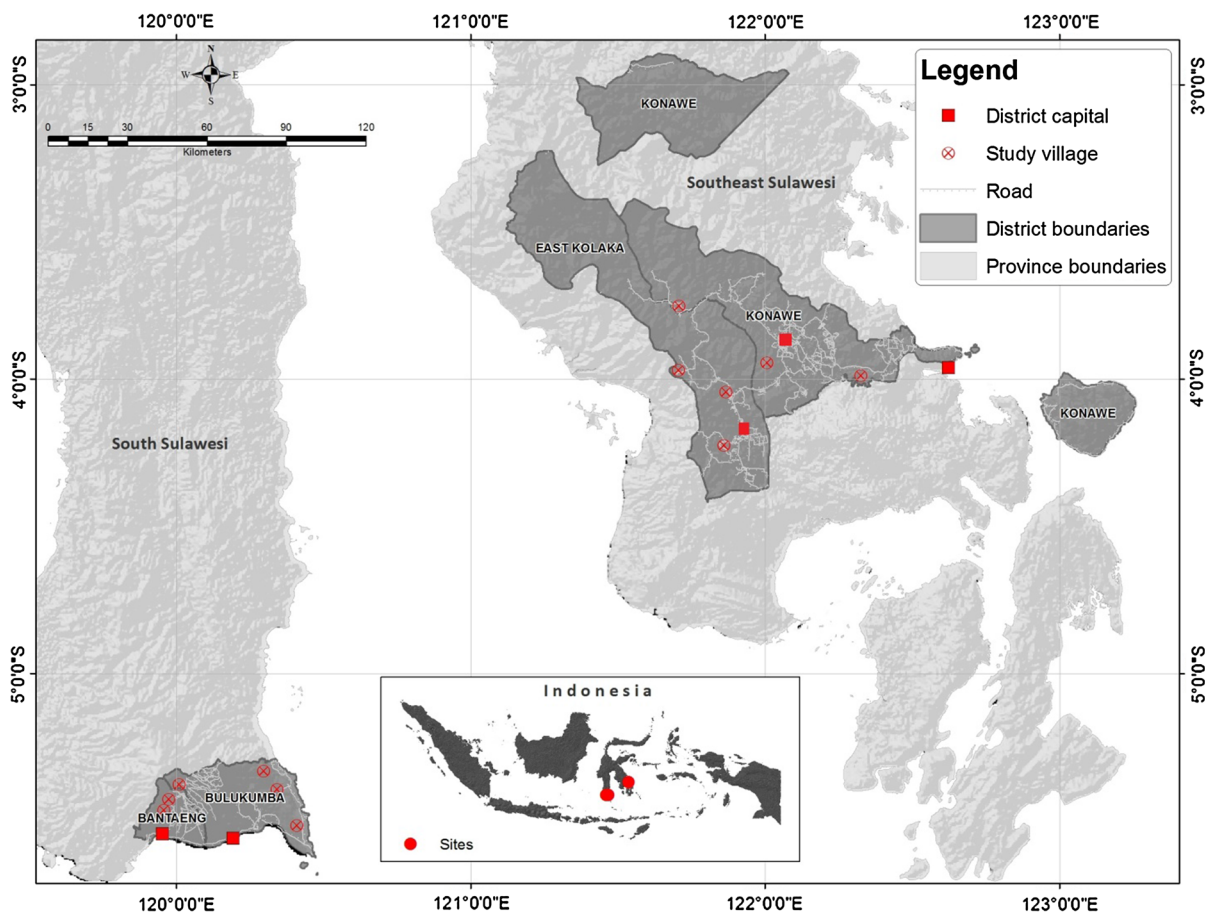 120°0'0"E 121°0'0"E 122°0'0"E 123°0'0"E
N
W E
S
0 15 30 60 90 120
Kilometers
3°0'0"S
3°0'0"S
4°0'0"S
4°0'0"S
5°0'0"S
5°0'0"S
Legend
District capital
Study village
Road
District boundaries
Province boundaries
KONAWE
Southeast Sulawesi
EAST KOLAKA
KONAWE
KONAWE
South Sulawesi
BULUKUMBA
BANTAENG
Indonesia
Sites
120°0'0"E 121°0'0"E 122°0'0"E 123°0'0"E